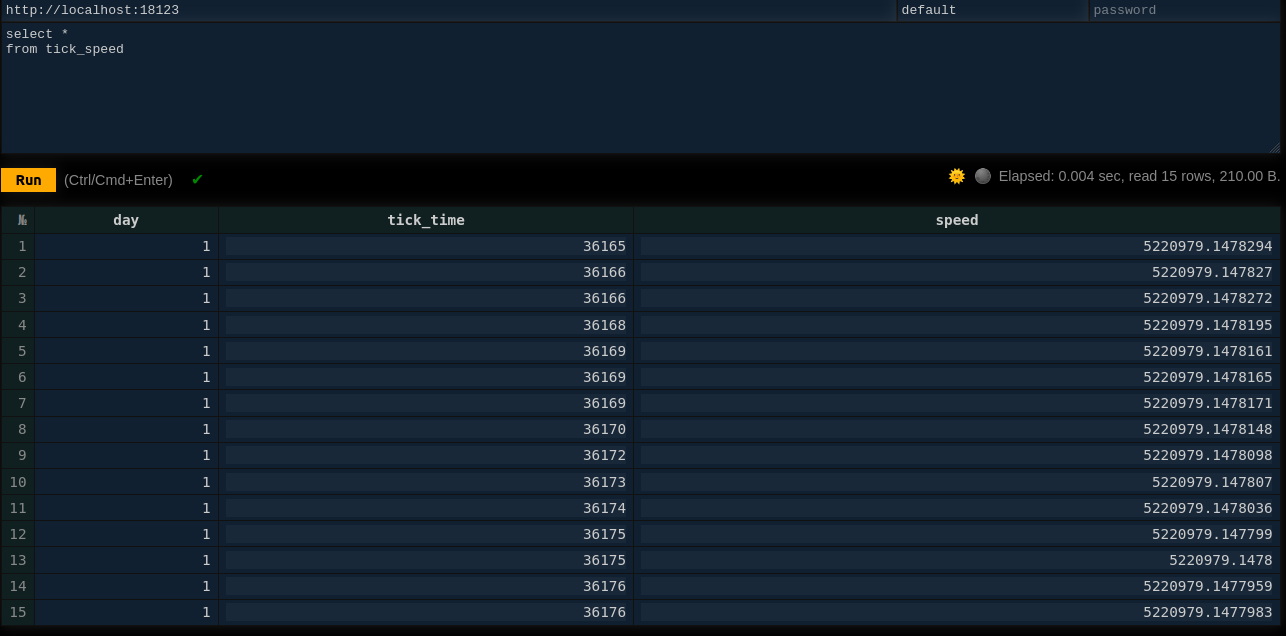 http://localhost:18123 default password
select *
from tick_speed
Run (Ctrl/Cmd+Enter) ✔ 🌞 🌑 Elapsed: 0.004 sec, read 15 rows, 210.00 B.
№ day tick_time speed
1 1 36165 5220979.1478294
2 1 36166 5220979.147827
3 1 36166 5220979.1478272
4 1 36168 5220979.1478195
5 1 36169 5220979.1478161
6 1 36169 5220979.1478165
7 1 36169 5220979.1478171
8 1 36170 5220979.1478148
9 1 36172 5220979.1478098
10 1 36173 5220979.147807
11 1 36174 5220979.1478036
12 1 36175 5220979.147799
13 1 36175 5220979.1478
14 1 36176 5220979.1477959
15 1 36176 5220979.1477983